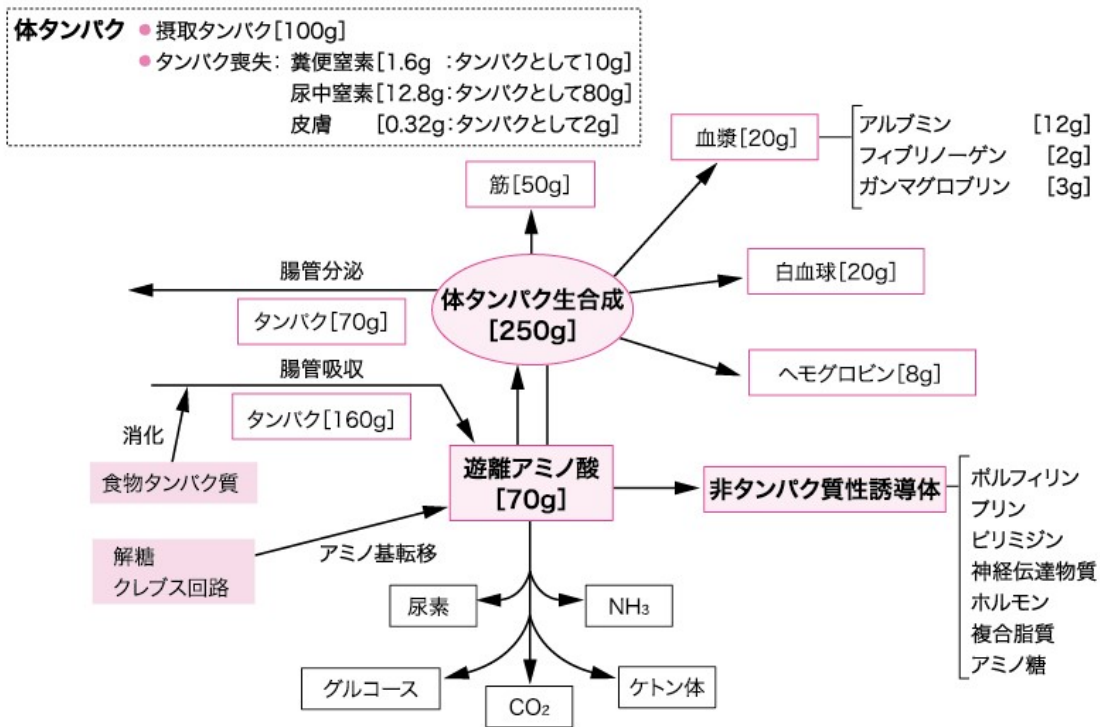 体タンパク ● 摂取タンパク[100g]
● タンパク喪失: 糞便窒素[1.6g :タンパクとして10g]
尿中窒素[12.8g:タンパクとして80g]
皮膚 [0.32g:タンパクとして2g]
血漿[20g]
アルブミン [12g]
フィブリノーゲン [2g]
ガンマグロブリン [3g]
筋[50g]
腸管分泌
タンパク[70g]
体タンパク生合成
[250g]
白血球[20g]
ヘモグロビン[8g]
腸管吸収
タンパク[160g]
消化
食物タンパク質
遊離アミノ酸
[70g]
非タンパク質性誘導体
ポルフィリン
プリン
ピリミジン
神経伝達物質
ホルモン
複合脂質
アミノ糖
解糖
クレブス回路
アミノ基転移
尿素
NH₃
グルコース
CO₂
ケトン体